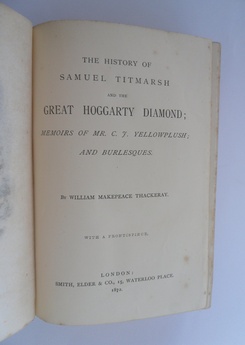 THE HISTORY OF
SAMUEL TITMARSH
AND THE
GREAT HOGGARTY DIAMOND;
MEMOIRS OF MR. C. J. YELLOWPLUSH;
AND BURLESQUES.
BY WILLIAM MAKEPEACE THACKERAY.
WITH A FRONTISPIECE.
LONDON:
SMITH, ELDER & CO., 15, WATERLOO PLACE.